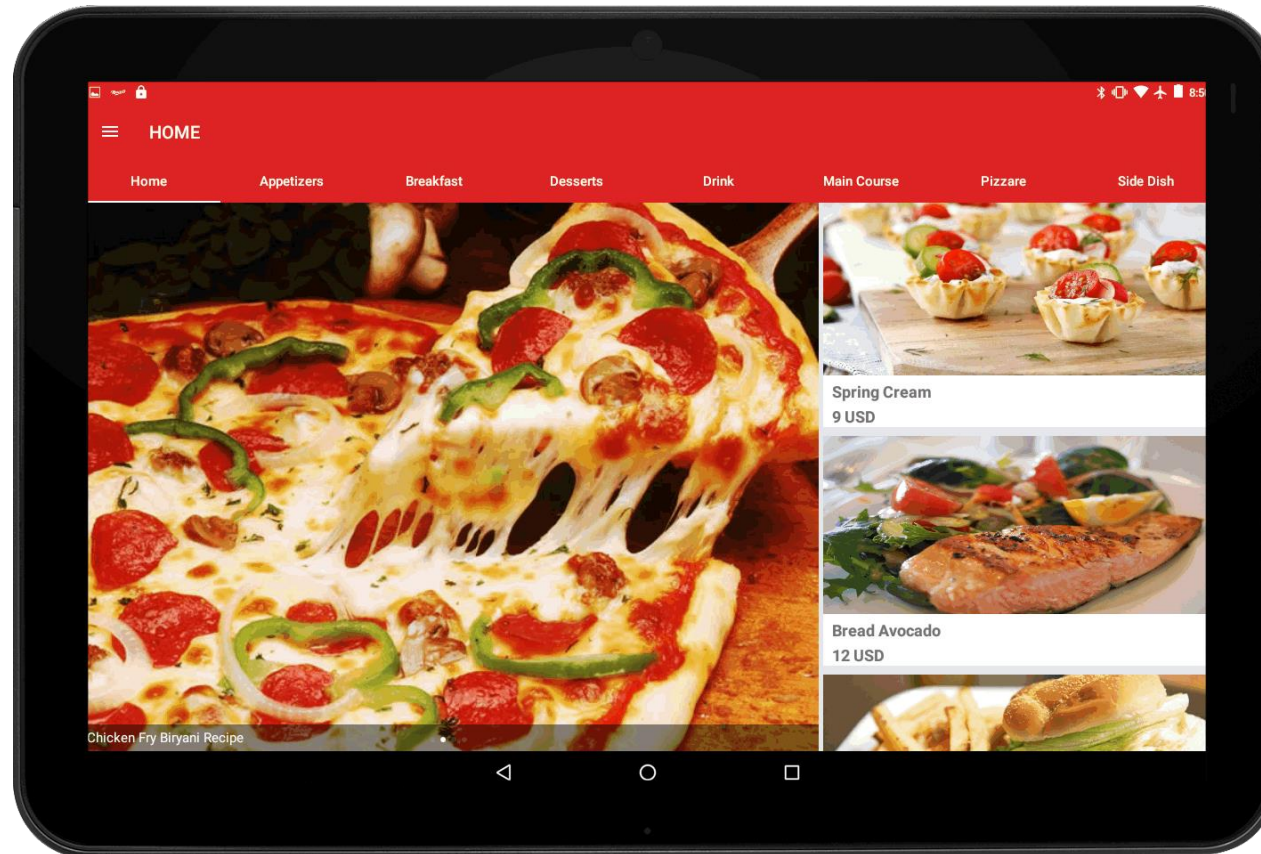 HOME
Home Appetizers Breakfast Desserts Drink Main Course Pizzare Side Dish
Spring Cream
9 USD
Bread Avocado
12 USD
Chicken Fry Biryani Recipe